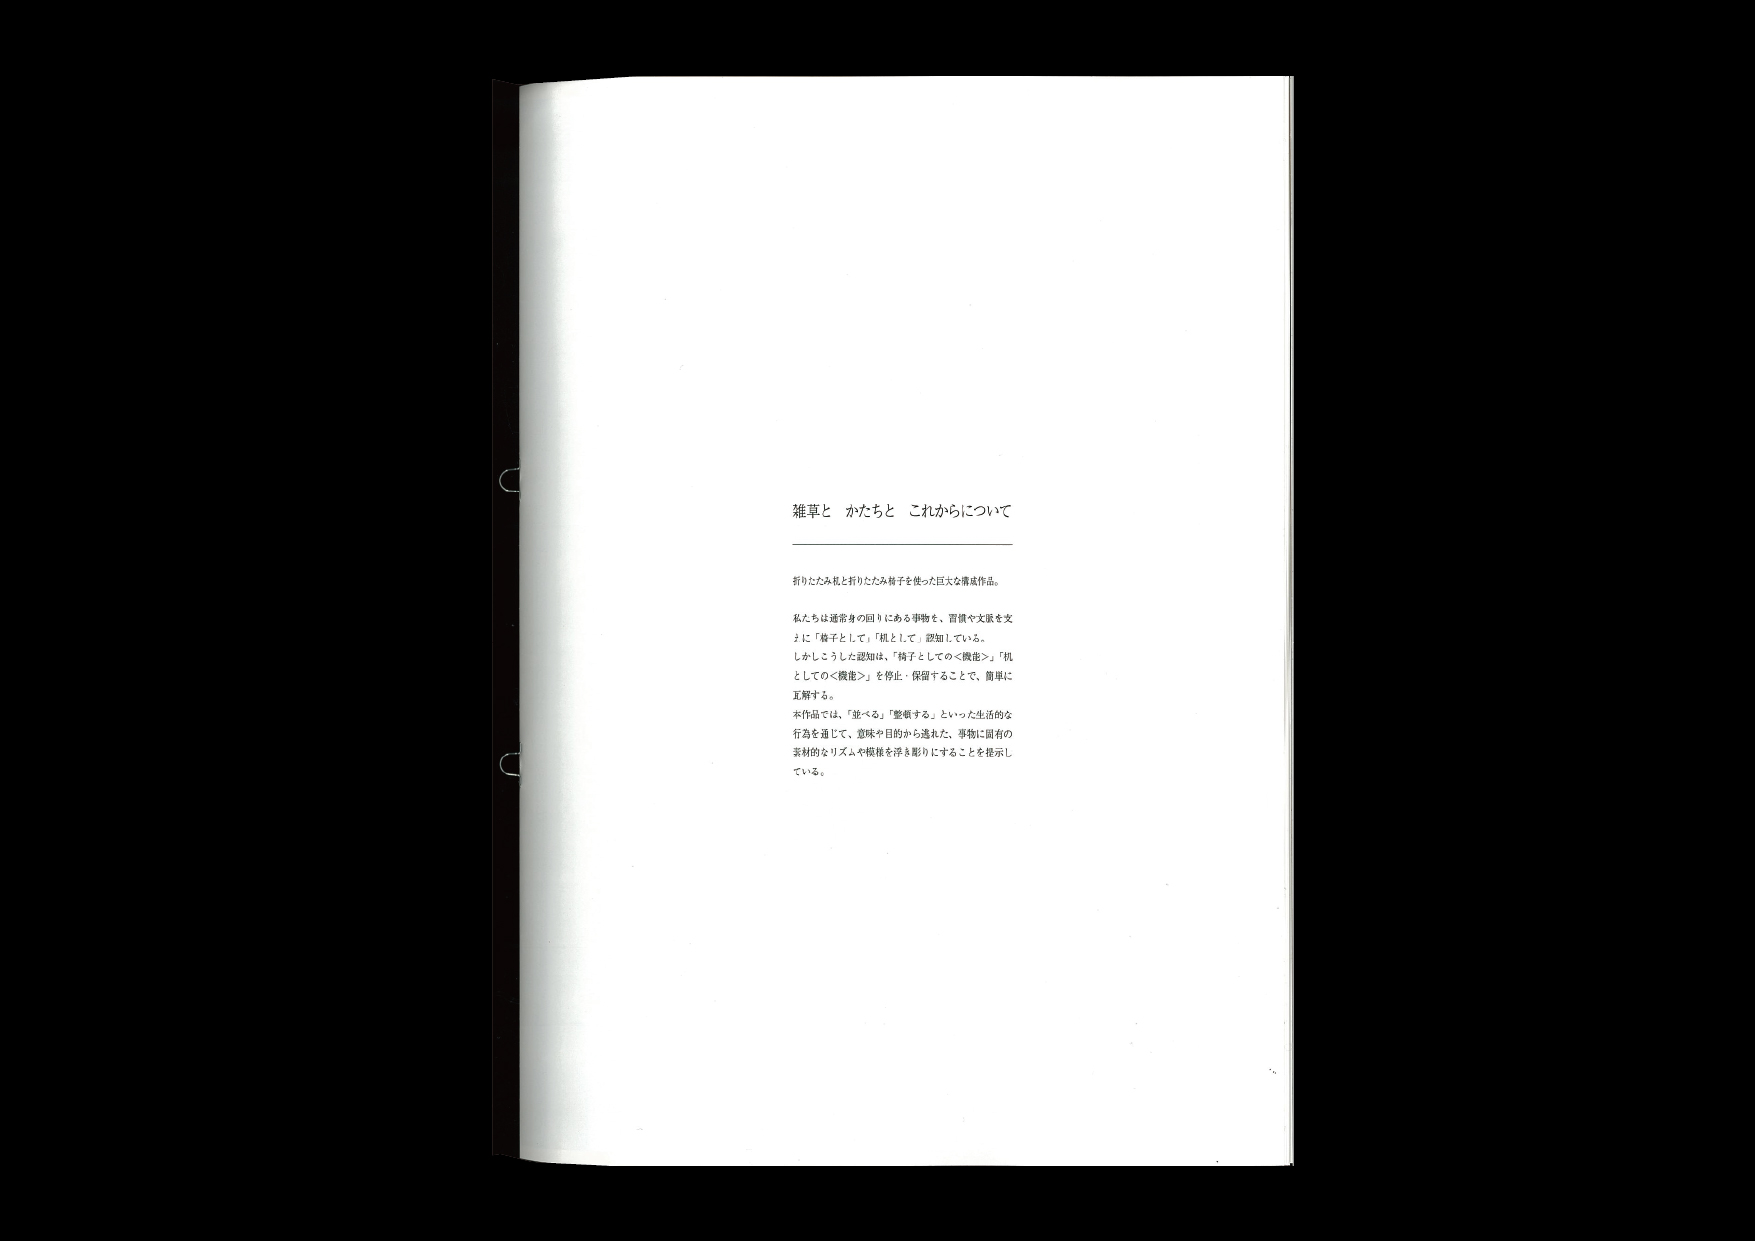 雑草と　かたちと　これからについて
折りたたみ机と折りたたみ椅子を使った巨大な構成作品。
私たちは通常身の回りにある事物を、習慣や文脈を支
えに「椅子として」「机として」認知している。
しかしこうした認知は、「椅子としての＜機能＞」「机
としての＜機能＞」を停止・保留することで、簡単に
瓦解する。
本作品では、「並べる」「整頓する」といった生活的な
行為を通じて、意味や目的から逃れた、事物に固有の
素材的なリズムや模様を浮き彫りにすることを提示し
ている。